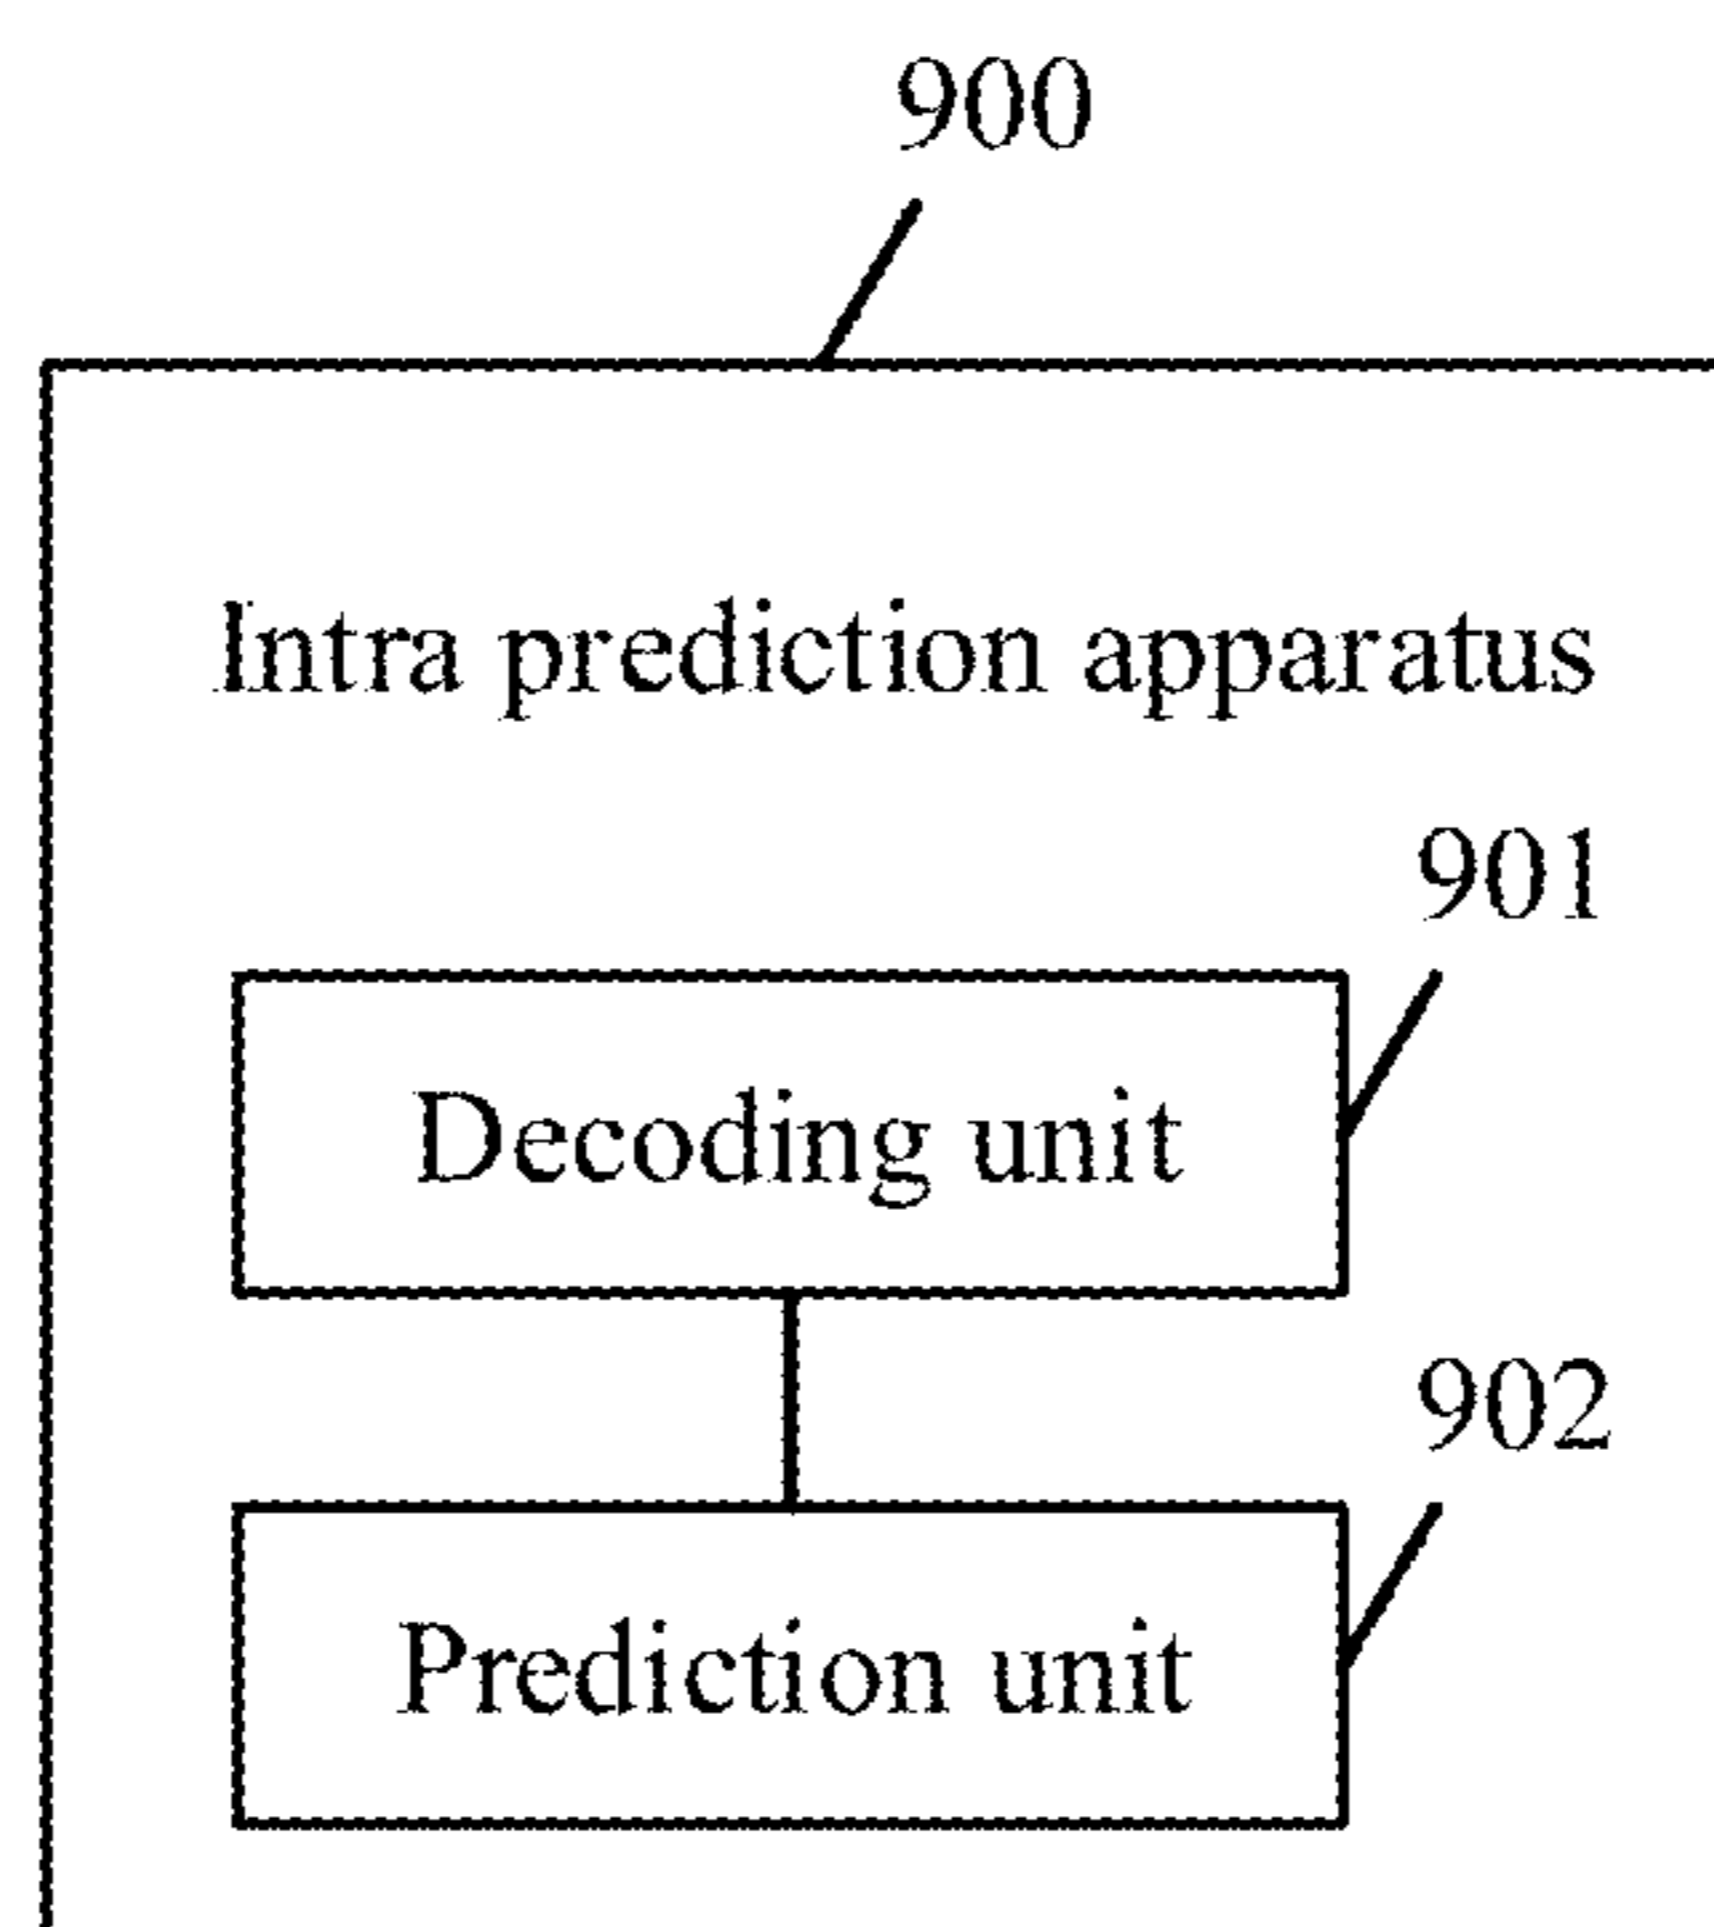 900
Intra prediction apparatus
901
Decoding unit
902
Prediction unit